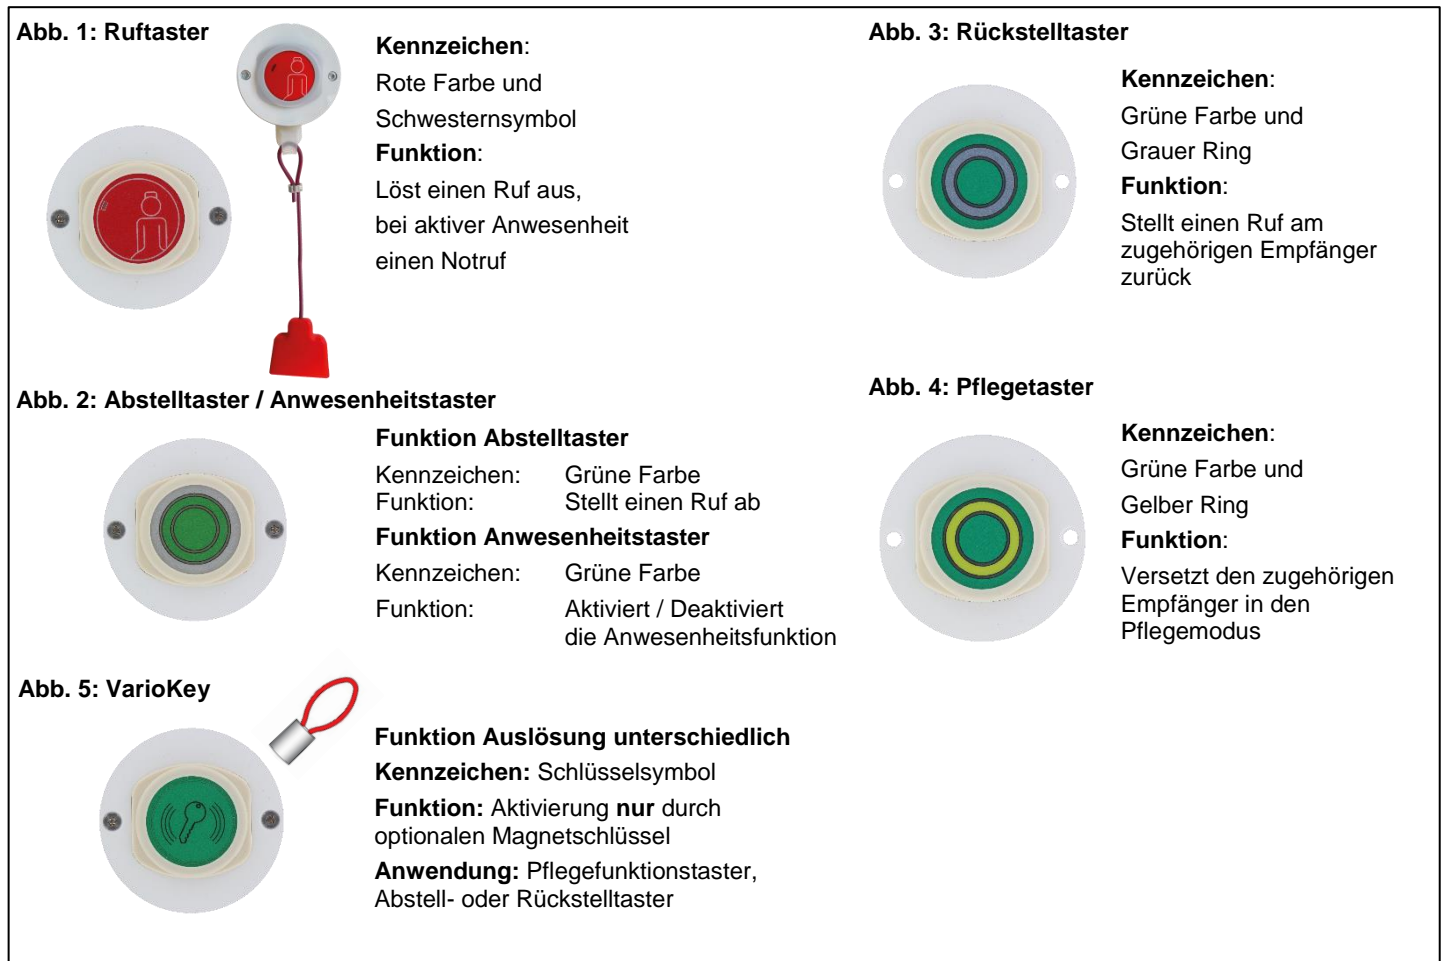 Abb. 1: Ruftaster
Kennzeichen:
Rote Farbe und
Schwesternsymbol
Funktion:
Löst einen Ruf aus,
bei aktiver Anwesenheit
einen Notruf
Abb. 2: Abstelltaster / Anwesenheitstaster
Funktion Abstelltaster
Kennzeichen: Grüne Farbe
Funktion: Stellt einen Ruf ab
Funktion Anwesenheitstaster
Kennzeichen: Grüne Farbe
Funktion: Aktiviert / Deaktiviert
die Anwesenheitsfunktion
Abb. 3: Rückstelltaster
Kennzeichen:
Grüne Farbe und
Grauer Ring
Funktion:
Stellt einen Ruf am
zugehörigen Empfänger
zurück
Abb. 4: Pflegetaster
Kennzeichen:
Grüne Farbe und
Gelber Ring
Funktion:
Versetzt den zugehörigen
Empfänger in den
Pflegemodus
Abb. 5: VarioKey
Funktion Auslösung unterschiedlich
Kennzeichen: Schlüsselsymbol
Funktion: Aktivierung nur durch
optionalen Magnetschlüssel
Anwendung: Pflegefunktionstaster,
Abstell- oder Rückstelltaster